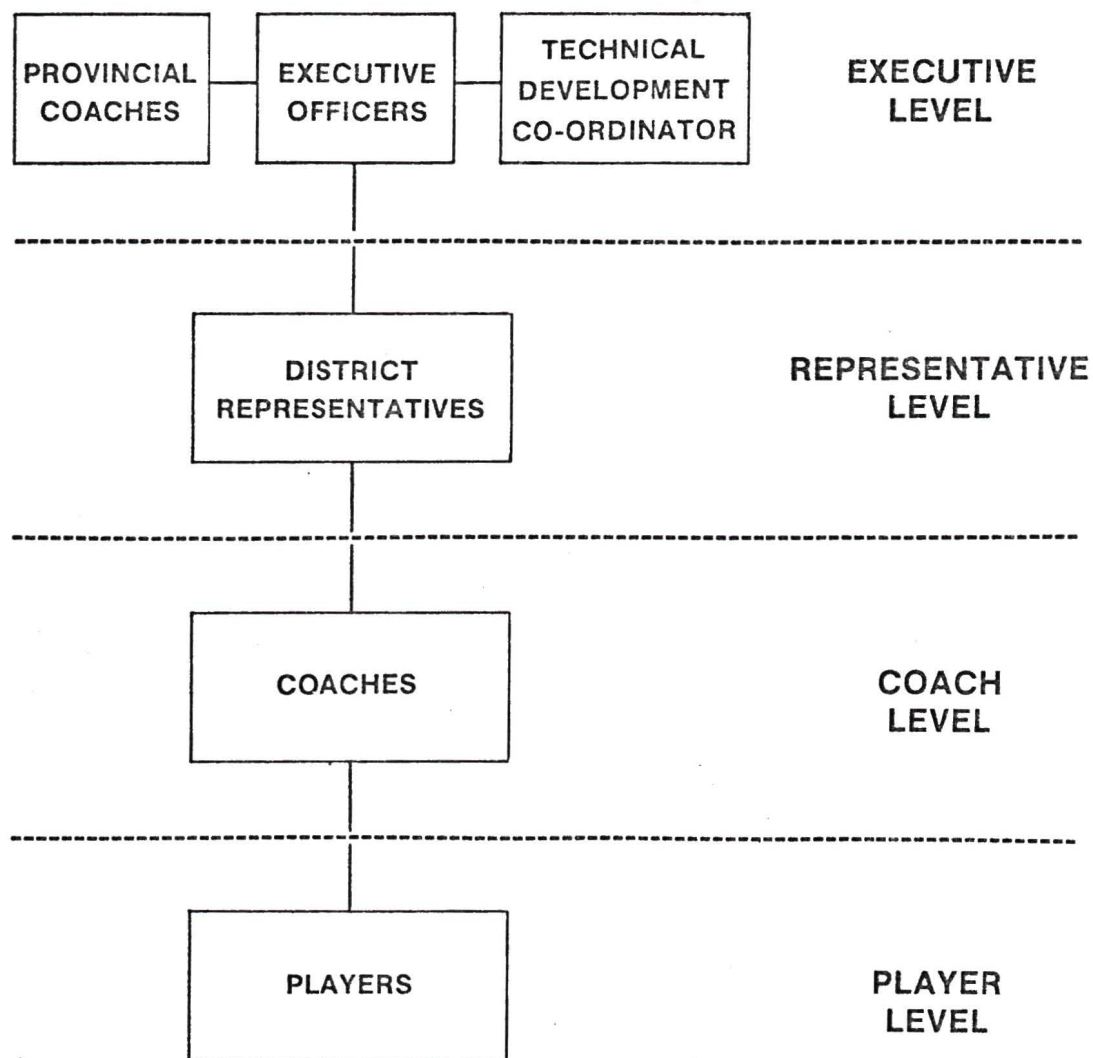 PROVINCIAL
COACHES
EXECUTIVE
OFFICERS
TECHNICAL
DEVELOPMENT
CO-ORDINATOR
EXECUTIVE
LEVEL
DISTRICT
REPRESENTATIVES
REPRESENTATIVE
LEVEL
COACHES
COACH
LEVEL
PLAYERS
PLAYER
LEVEL